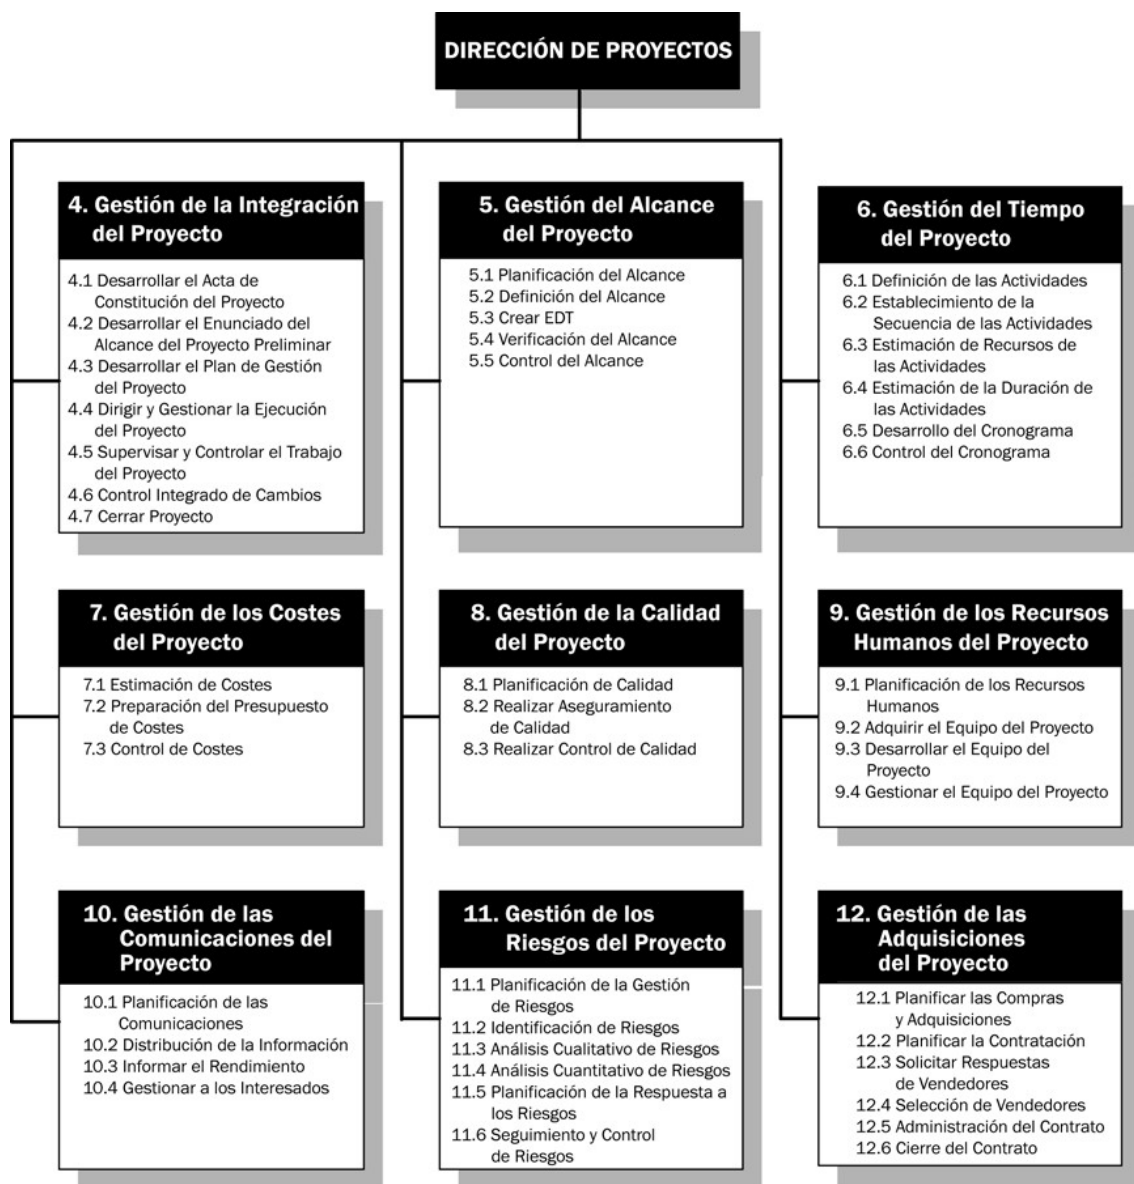 DIRECCIÓN DE PROYECTOS
4. Gestión de la Integración
del Proyecto
4.1 Desarrollar el Acta de
Constitución del Proyecto
4.2 Desarrollar el Enunciado del
Alcance del Proyecto Preliminar
4.3 Desarrollar el Plan de Gestión
del Proyecto
4.4 Dirigir y Gestionar la Ejecución
del Proyecto
4.5 Supervisar y Controlar el Trabajo
del Proyecto
4.6 Control Integrado de Cambios
4.7 Cerrar Proyecto
5. Gestión del Alcance
del Proyecto
5.1 Planificación del Alcance
5.2 Definición del Alcance
5.3 Crear EDT
5.4 Verificación del Alcance
5.5 Control del Alcance
6. Gestión del Tiempo
del Proyecto
6.1 Definición de las Actividades
6.2 Establecimiento de la
Secuencia de las Actividades
6.3 Estimación de Recursos de
las Actividades
6.4 Estimación de la Duración de
las Actividades
6.5 Desarrollo del Cronograma
6.6 Control del Cronograma
7. Gestión de los Costes
del Proyecto
7.1 Estimación de Costes
7.2 Preparación del Presupuesto
de Costes
7.3 Control de Costes
8. Gestión de la Calidad
del Proyecto
8.1 Planificación de Calidad
8.2 Realizar Aseguramiento
de Calidad
8.3 Realizar Control de Calidad
9. Gestión de los Recursos
Humanos del Proyecto
9.1 Planificación de los Recursos
Humanos
9.2 Adquirir el Equipo del Proyecto
9.3 Desarrollar el Equipo del
Proyecto
9.4 Gestionar el Equipo del Proyecto
10. Gestión de las
Comunicaciones del
Proyecto
10.1 Planificación de las
Comunicaciones
10.2 Distribución de la Información
10.3 Informar el Rendimiento
10.4 Gestionar a los Interesados
11. Gestión de los
Riesgos del Proyecto
11.1 Planificación de la Gestión
de Riesgos
11.2 Identificación de Riesgos
11.3 Análisis Cualitativo de Riesgos
11.4 Análisis Cuantitativo de Riesgos
11.5 Planificación de la Respuesta a
los Riesgos
11.6 Seguimiento y Control
de Riesgos
12. Gestión de las
Adquisiciones
del Proyecto
12.1 Planificar las Compras
y Adquisiciones
12.2 Planificar la Contratación
12.3 Solicitar Respuestas
de Vendedores
12.4 Selección de Vendedores
12.5 Administración del Contrato
12.6 Cierre del Contrato